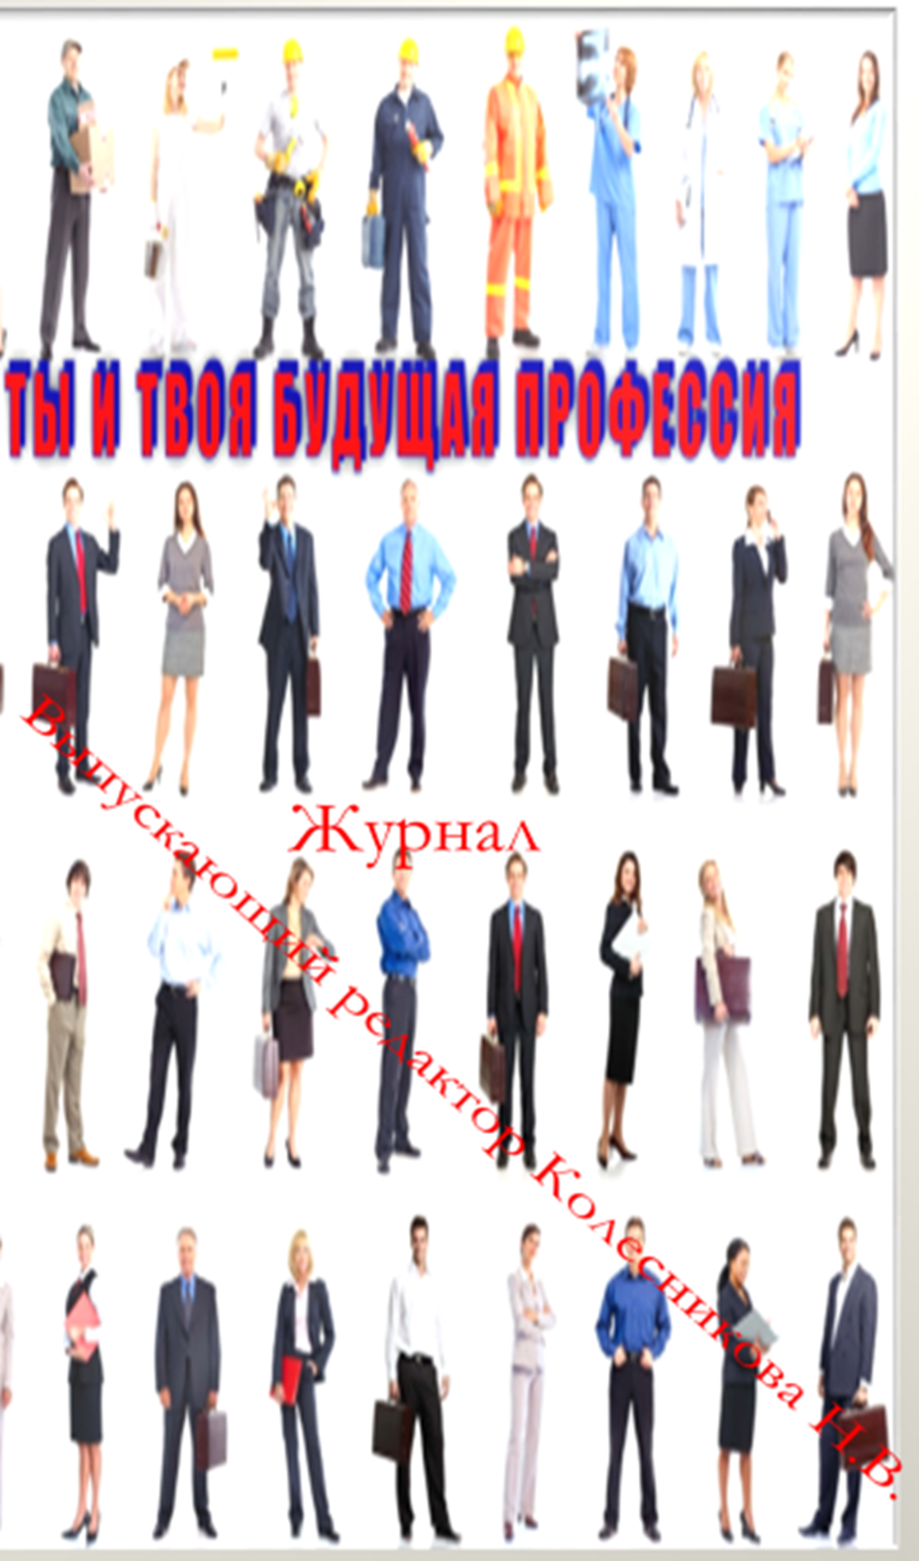 ТЫ И ТВОЯ БУДУЩАЯ ПРОФЕССИЯ
Журнал
Выпускающий редактор Колесникова Н.В.